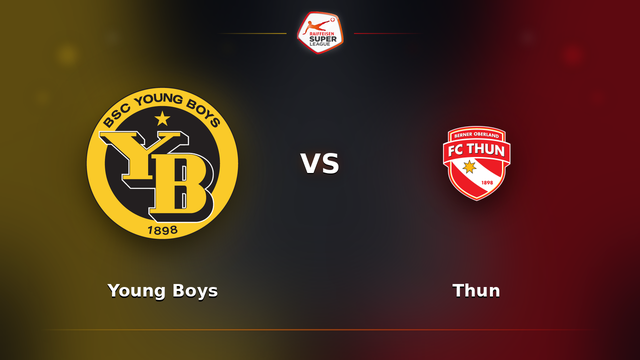 RAIFFEISEN
SUPER
LEAGUE
BSC YOUNG BOYS
YB
1898
VS
BERNER OBERLAND
FC THUN
1898
Young Boys
Thun